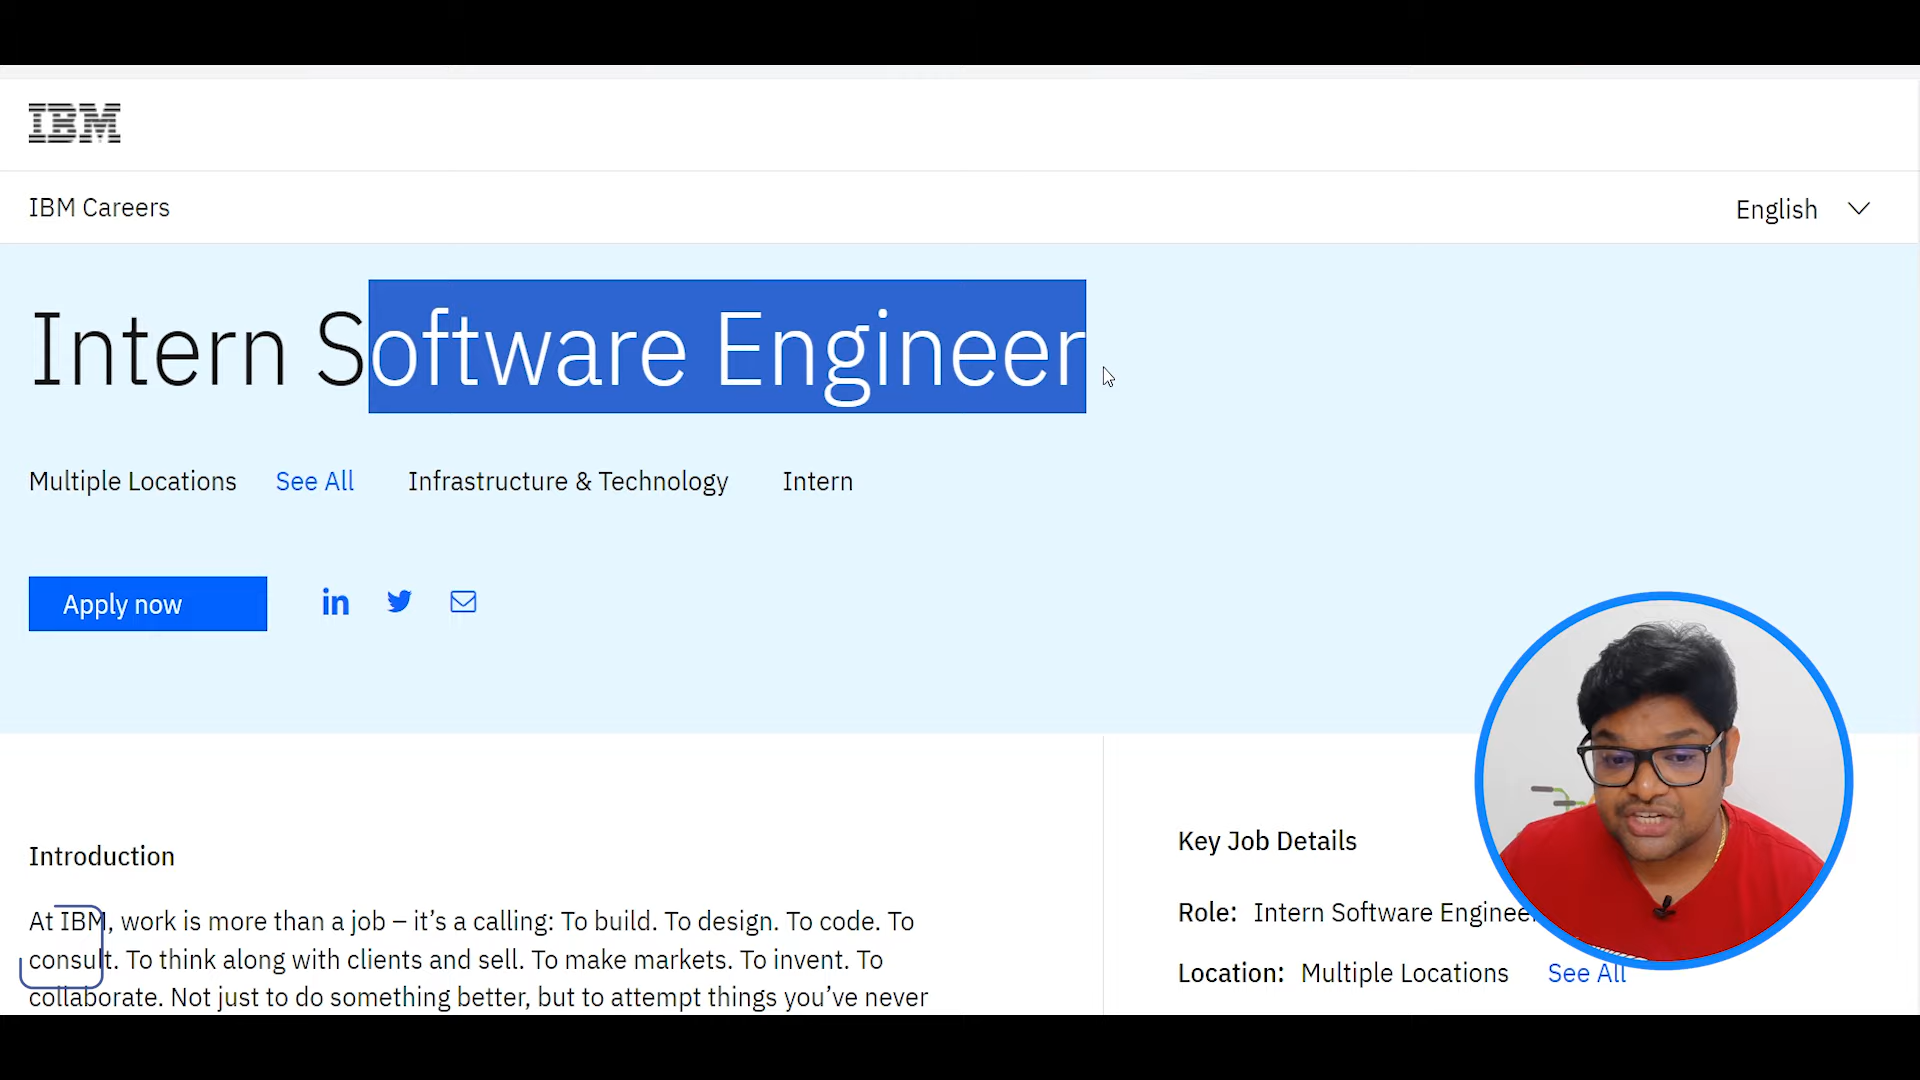 IBM
IBM Careers
English
Intern Software Engineer
Multiple Locations See All Infrastructure & Technology Intern
Apply now in
Introduction
At IBM, work is more than a job – it’s a calling: To build. To design. To code. To
consult. To think along with clients and sell. To make markets. To invent. To
collaborate. Not just to do something better, but to attempt things you’ve never
Key Job Details
Role: Intern Software Engineer
Location: Multiple Locations See All